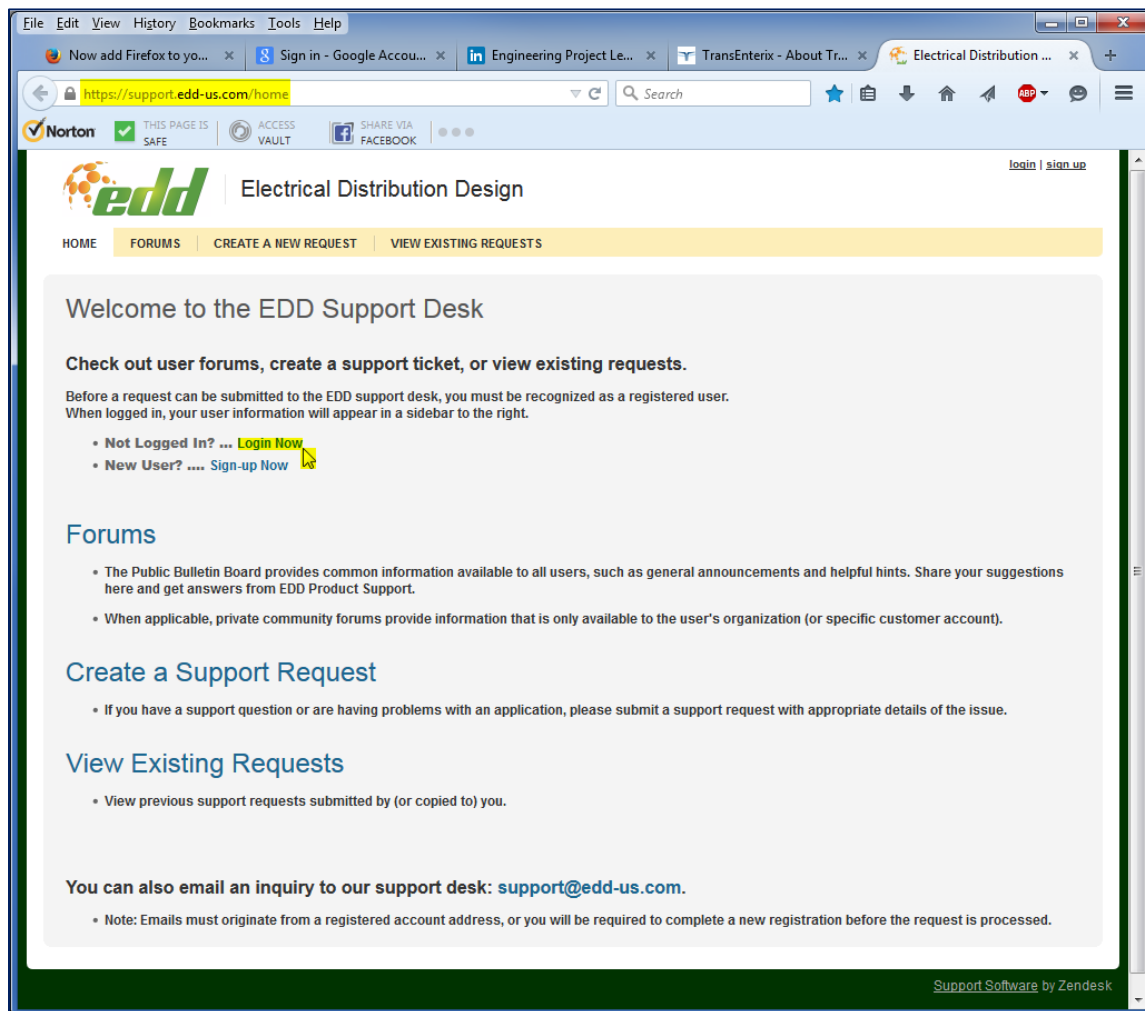 File Edit View History Bookmarks Tools Help
Now add Firefox to yo... Sign in - Google Accou... Engineering Project Le... TransEnterix - About Tr... Electrical Distribution ...
https://support.edd-us.com/home Search ABP
Norton THIS PAGE IS SAFE ACCESS VAULT SHARE VIA FACEBOOK
login | sign up
edd Electrical Distribution Design
HOME FORUMS CREATE A NEW REQUEST VIEW EXISTING REQUESTS
Welcome to the EDD Support Desk
Check out user forums, create a support ticket, or view existing requests.
Before a request can be submitted to the EDD support desk, you must be recognized as a registered user.
When logged in, your user information will appear in a sidebar to the right.
• Not Logged In? ... Login Now
• New User? .... Sign-up Now
Forums
• The Public Bulletin Board provides common information available to all users, such as general announcements and helpful hints. Share your suggestions
here and get answers from EDD Product Support.
• When applicable, private community forums provide information that is only available to the user's organization (or specific customer account).
Create a Support Request
• If you have a support question or are having problems with an application, please submit a support request with appropriate details of the issue.
View Existing Requests
• View previous support requests submitted by (or copied to) you.
You can also email an inquiry to our support desk: support@edd-us.com.
• Note: Emails must originate from a registered account address, or you will be required to complete a new registration before the request is processed.
Support Software by Zendesk